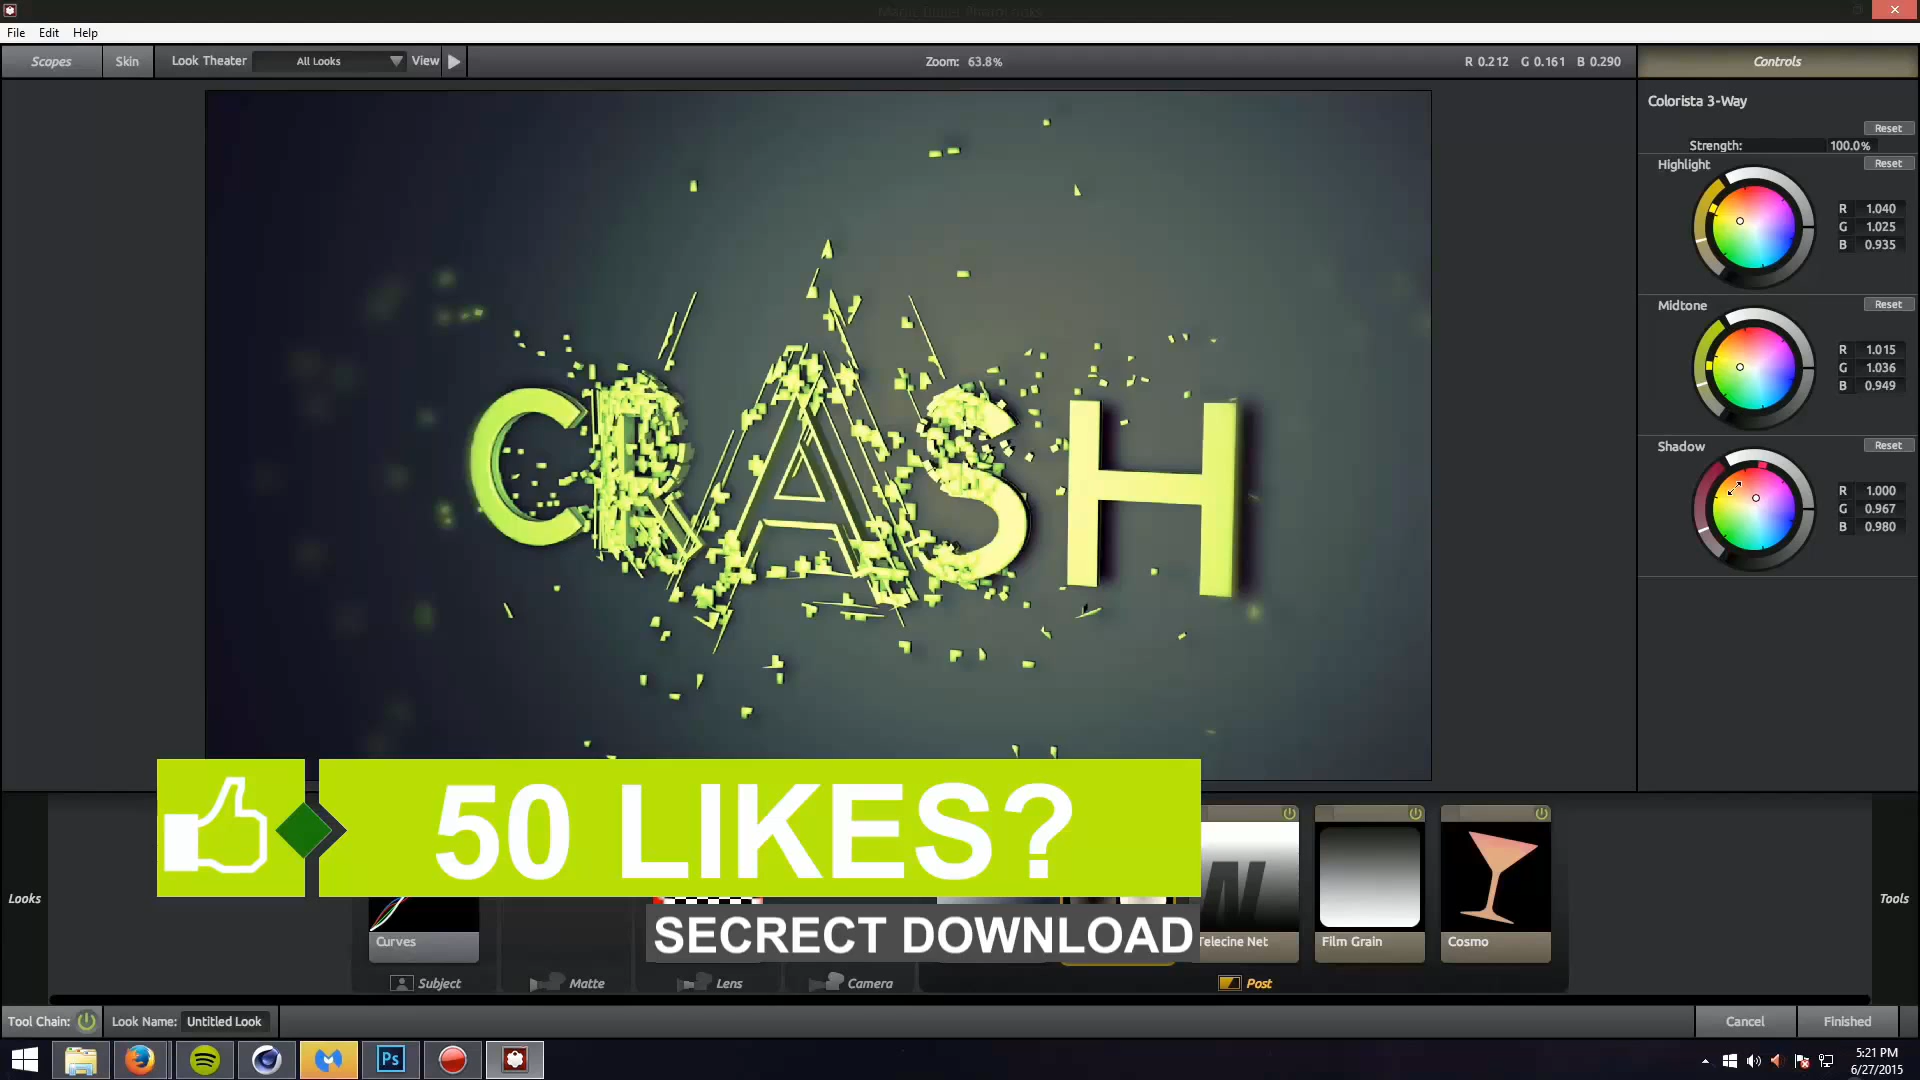 File Edit Help
Scopes Skin Look Theater All Looks View Zoom: 63.8% R 0.212 G 0.161 B 0.290 Controls
Colorista 3-Way
Reset
Strength: 100.0%
Highlight Reset
R 1.040
G 1.025
B 0.935
Midtone Reset
R 1.015
G 1.036
B 0.949
Shadow Reset
R 1.000
G 0.967
B 0.980
CRASH
50 LIKES?
SECRECT DOWNLOAD
Looks
Curves Telecine Net Film Grain Cosmo
Tools
Subject Matte Lens Camera Post
Tool Chain: Look Name: Untitled Look Cancel Finished
Ps
5:21 PM
6/27/2015